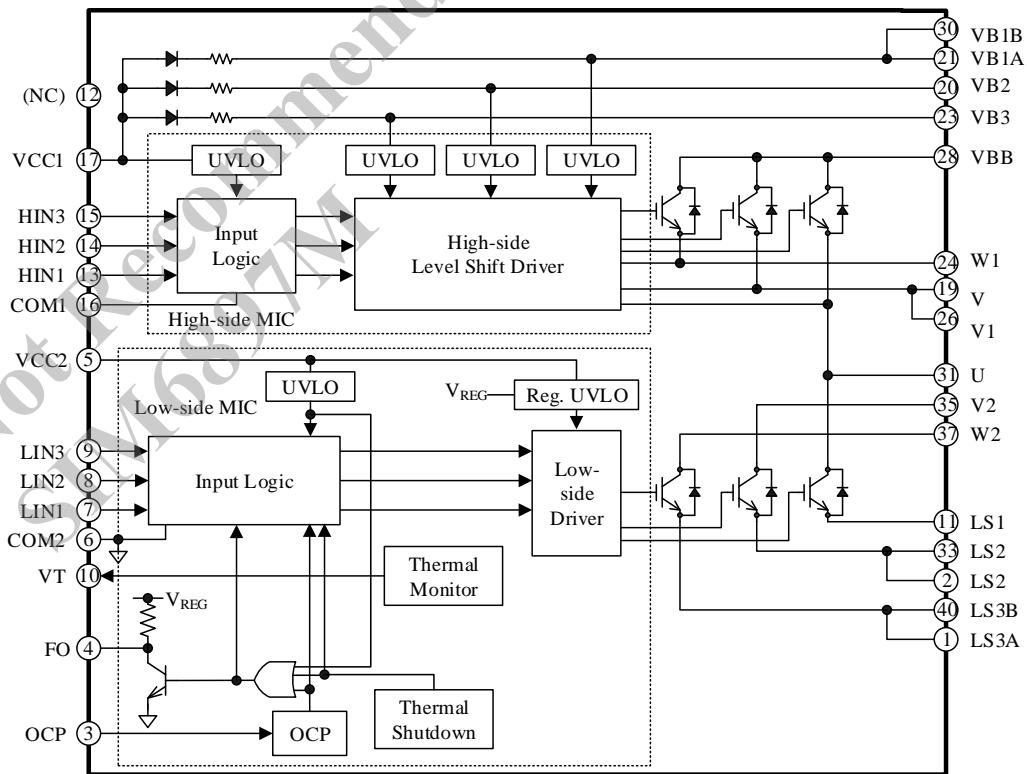 Not Recommend
SIM6897M
30 VB1B
21 VB1A
(NC) 12
20 VB2
23 VB3
VCC1 17
UVLO
UVLO
UVLO
UVLO
28 VBB
HIN3 15
HIN2 14
HIN1 13
COM1 16
Input
Logic
High-side
Level Shift Driver
High-side MIC
24 W1
19 V
26 V1
VCC2 5
UVLO
VREG
Reg. UVLO
Low-side MIC
31 U
35 V2
37 W2
LIN3 9
LIN2 8
LIN1 7
COM2 6
Input Logic
Low-
side
Driver
11 LS1
33 LS2
2 LS2
40 LS3B
1 LS3A
VT 10
Thermal
Monitor
VREG
FO 4
Thermal
Shutdown
OCP 3
OCP